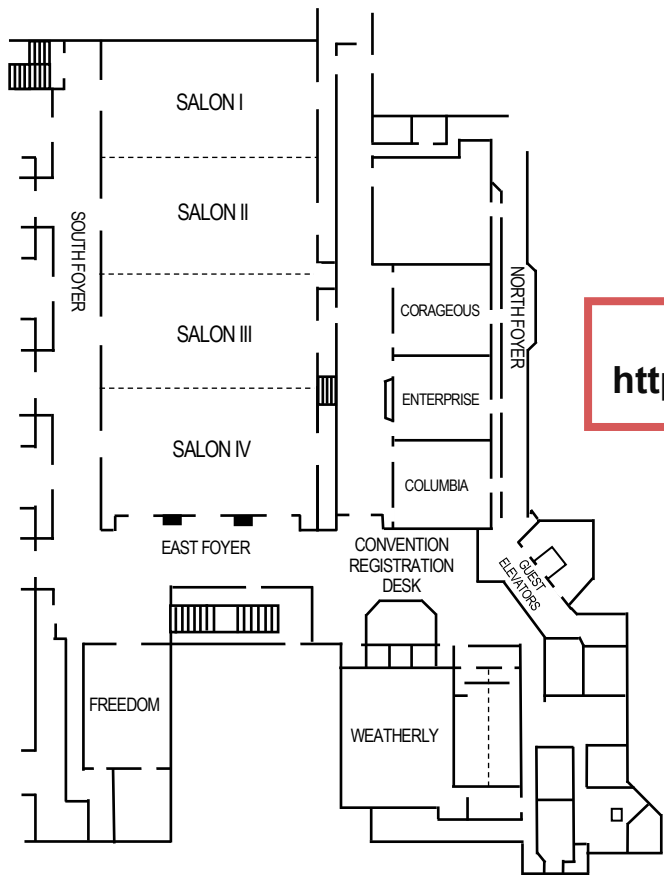 SALON I
SALON II
SOUTH FOYER
SALON III
CORAGEOUS
NORTH FOYER
http
ENTERPRISE
SALON IV
COLUMBIA
EAST FOYER
CONVENTION
REGISTRATION
DESK
GUEST
ELEVATORS
FREEDOM
WEATHERLY